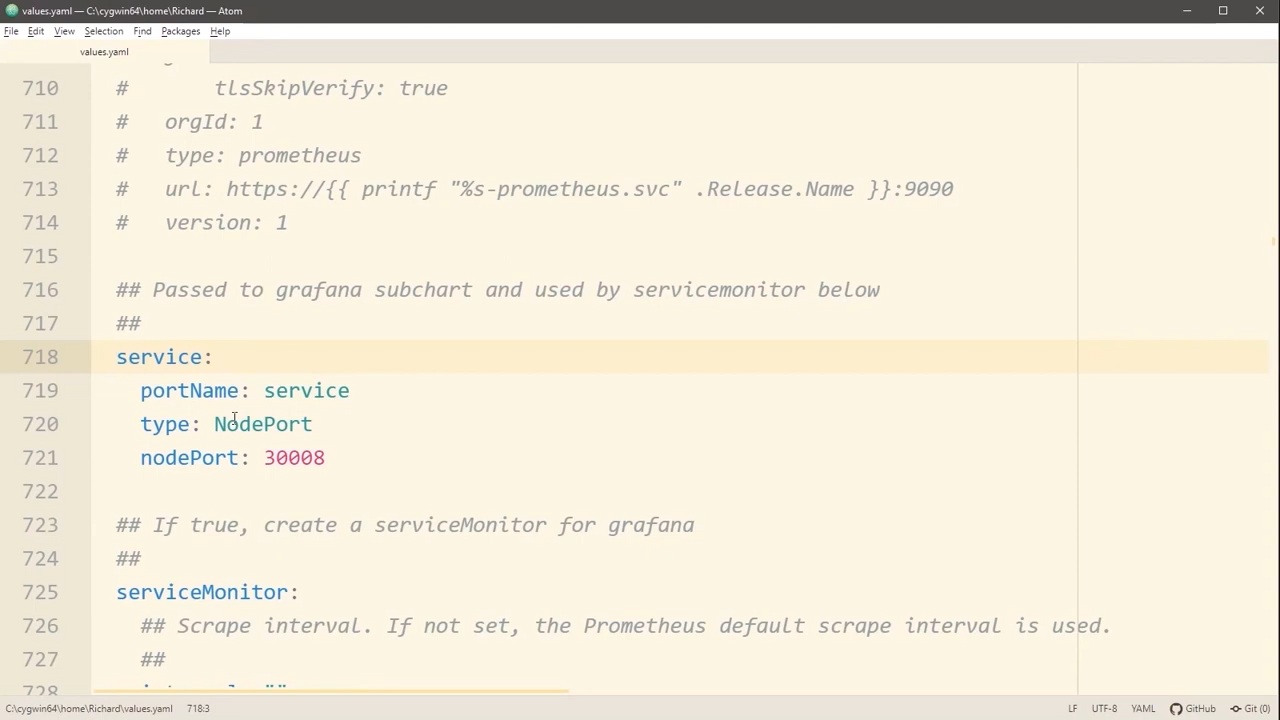 values.yaml — C:\cygwin64\home\Richard — Atom
File Edit View Selection Find Packages Help
values.yaml
710 # tlsSkipVerify: true
711 # orgId: 1
712 # type: prometheus
713 # url: https://{{ printf "%s-prometheus.svc" .Release.Name }}:9090
714 # version: 1
715
716 ## Passed to grafana subchart and used by servicemonitor below
717 ##
718 service:
719 portName: service
720 type: NodePort
721 nodePort: 30008
722
723 ## If true, create a serviceMonitor for grafana
724 ##
725 serviceMonitor:
726 ## Scrape interval. If not set, the Prometheus default scrape interval is used.
727 ##
728
C:\cygwin64\home\Richard\values.yaml 718:3 LF UTF-8 YAML GitHub Git (0)